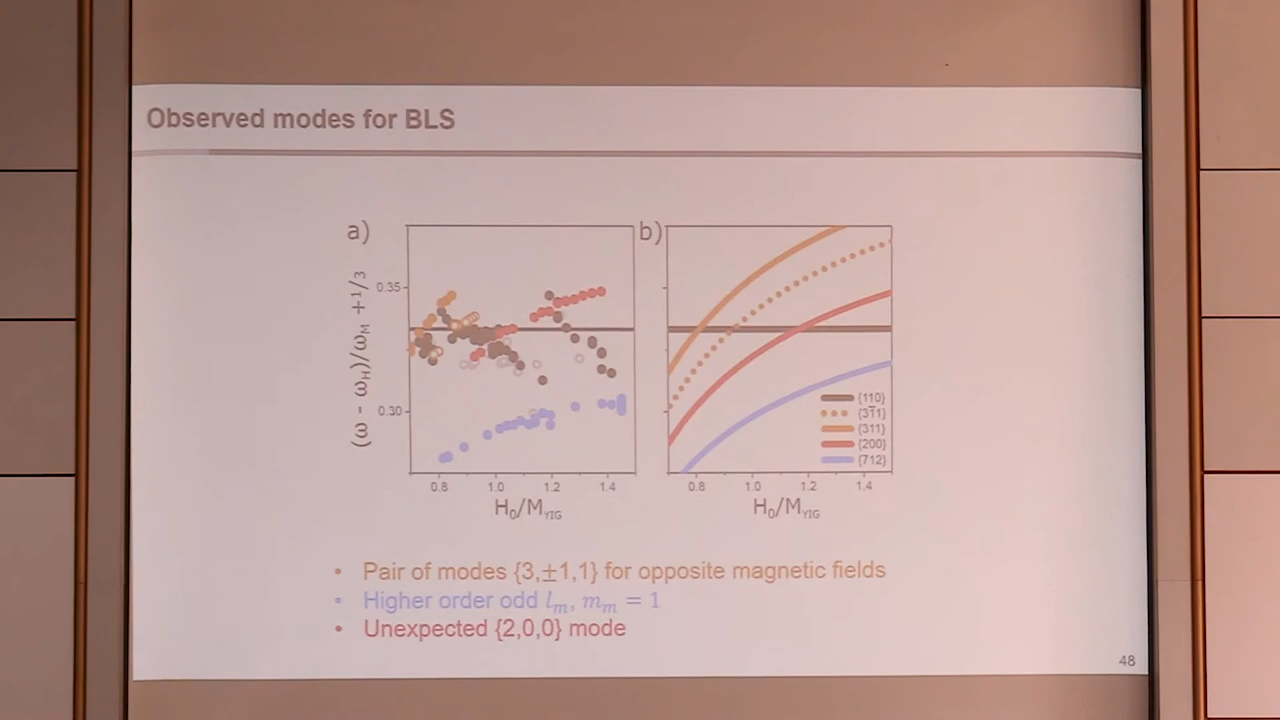 Observed modes for BLS
a)
b)
(ω - ω_H)/ω_M + 1/3
0.35
0.30
0.8 1.0 1.2 1.4
H₀/M_YIG
{110}
{31̅1}
{311}
{200}
{712}
0.8 1.0 1.2 1.4
H₀/M_YIG
• Pair of modes {3,±1,1} for opposite magnetic fields
• Higher order odd l_m, m_m = 1
• Unexpected {2,0,0} mode
48